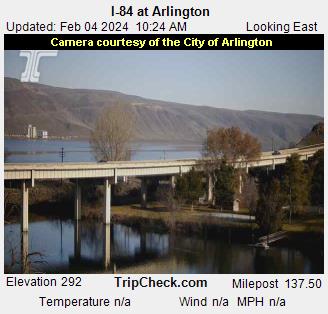 I-84 at Arlington
Updated: Feb 04 2024 10:24 AM Looking East
Camera courtesy of the City of Arlington
Elevation 292 TripCheck.com Milepost 137.50
Temperature n/a Wind n/a MPH n/a